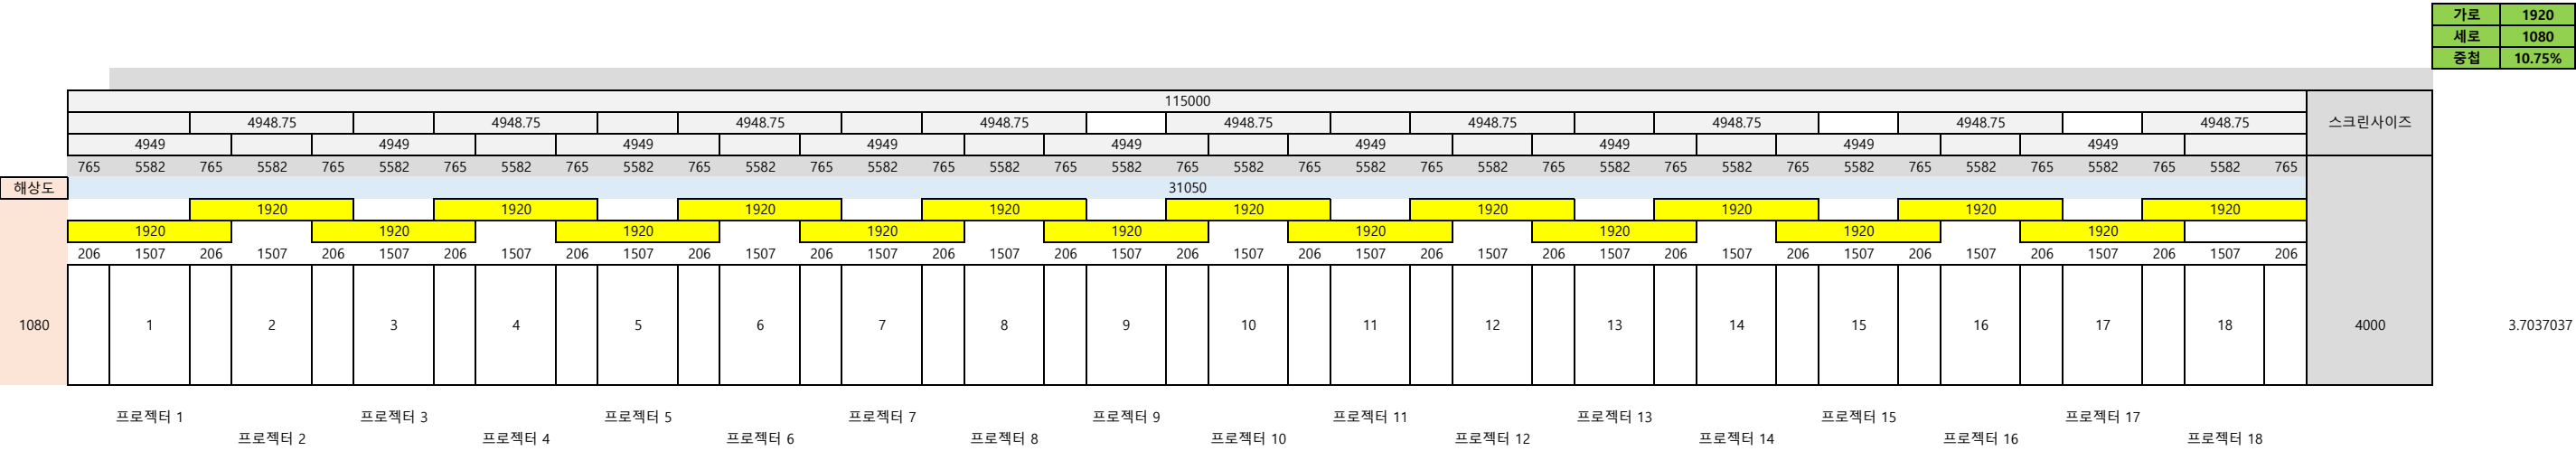 가로 1920
세로 1080
중첩 10.75%
115000
4948.75 4948.75 4948.75 4948.75 4948.75 4948.75 4948.75 4948.75 4948.75 스크린사이즈
4949 4949 4949 4949 4949 4949 4949 4949 4949
765 5582 765 5582 765 5582 765 5582 765 5582 765 5582 765 5582 765 5582 765 5582 765 5582 765 5582 765 5582 765 5582 765 5582 765 5582 765 5582 765 5582 765 5582 765
해상도 31050
1920 1920 1920 1920 1920 1920 1920 1920 1920
1920 1920 1920 1920 1920 1920 1920 1920 1920
206 1507 206 1507 206 1507 206 1507 206 1507 206 1507 206 1507 206 1507 206 1507 206 1507 206 1507 206 1507 206 1507 206 1507 206 1507 206 1507 206 1507 206 1507 206
1080 1 2 3 4 5 6 7 8 9 10 11 12 13 14 15 16 17 18 4000 3.7037037
프로젝터 1 프로젝터 3 프로젝터 5 프로젝터 7 프로젝터 9 프로젝터 11 프로젝터 13 프로젝터 15 프로젝터 17
프로젝터 2 프로젝터 4 프로젝터 6 프로젝터 8 프로젝터 10 프로젝터 12 프로젝터 14 프로젝터 16 프로젝터 18